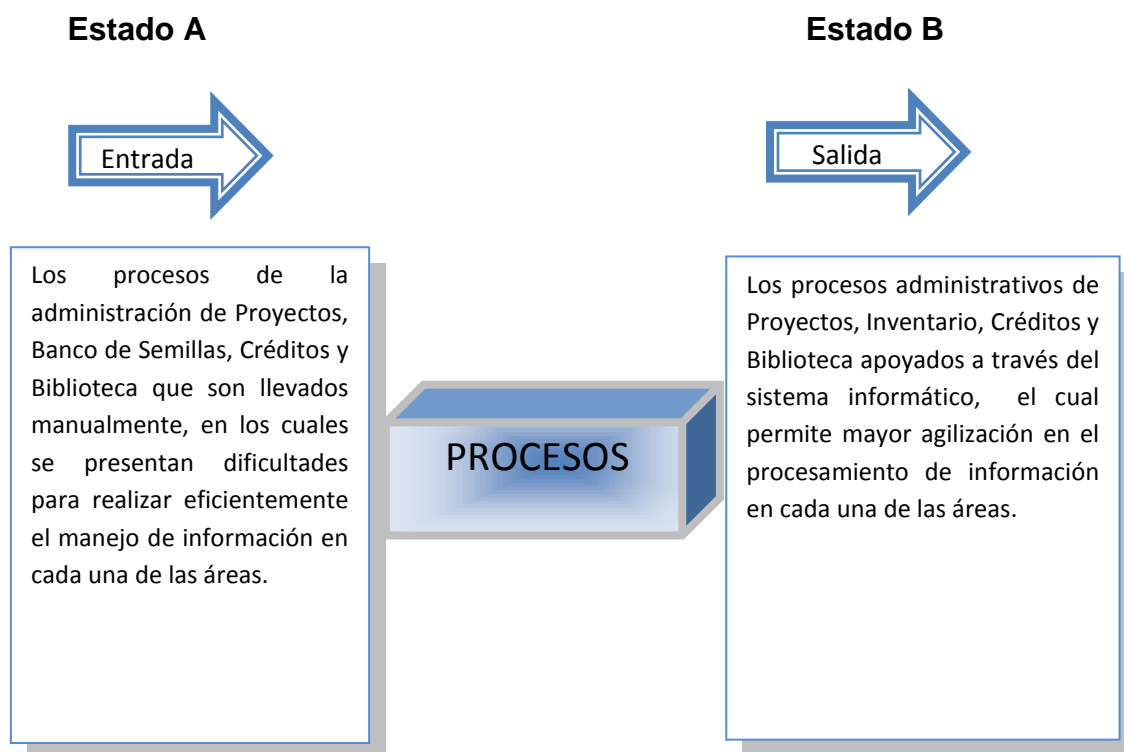 Estado A
Estado B
Entrada
Salida
Los procesos de la
administración de Proyectos,
Banco de Semillas, Créditos y
Biblioteca que son llevados
manualmente, en los cuales
se presentan dificultades
para realizar eficientemente
el manejo de información en
cada una de las áreas.
PROCESOS
Los procesos administrativos de
Proyectos, Inventario, Créditos y
Biblioteca apoyados a través del
sistema informático, el cual
permite mayor agilización en el
procesamiento de información
en cada una de las áreas.